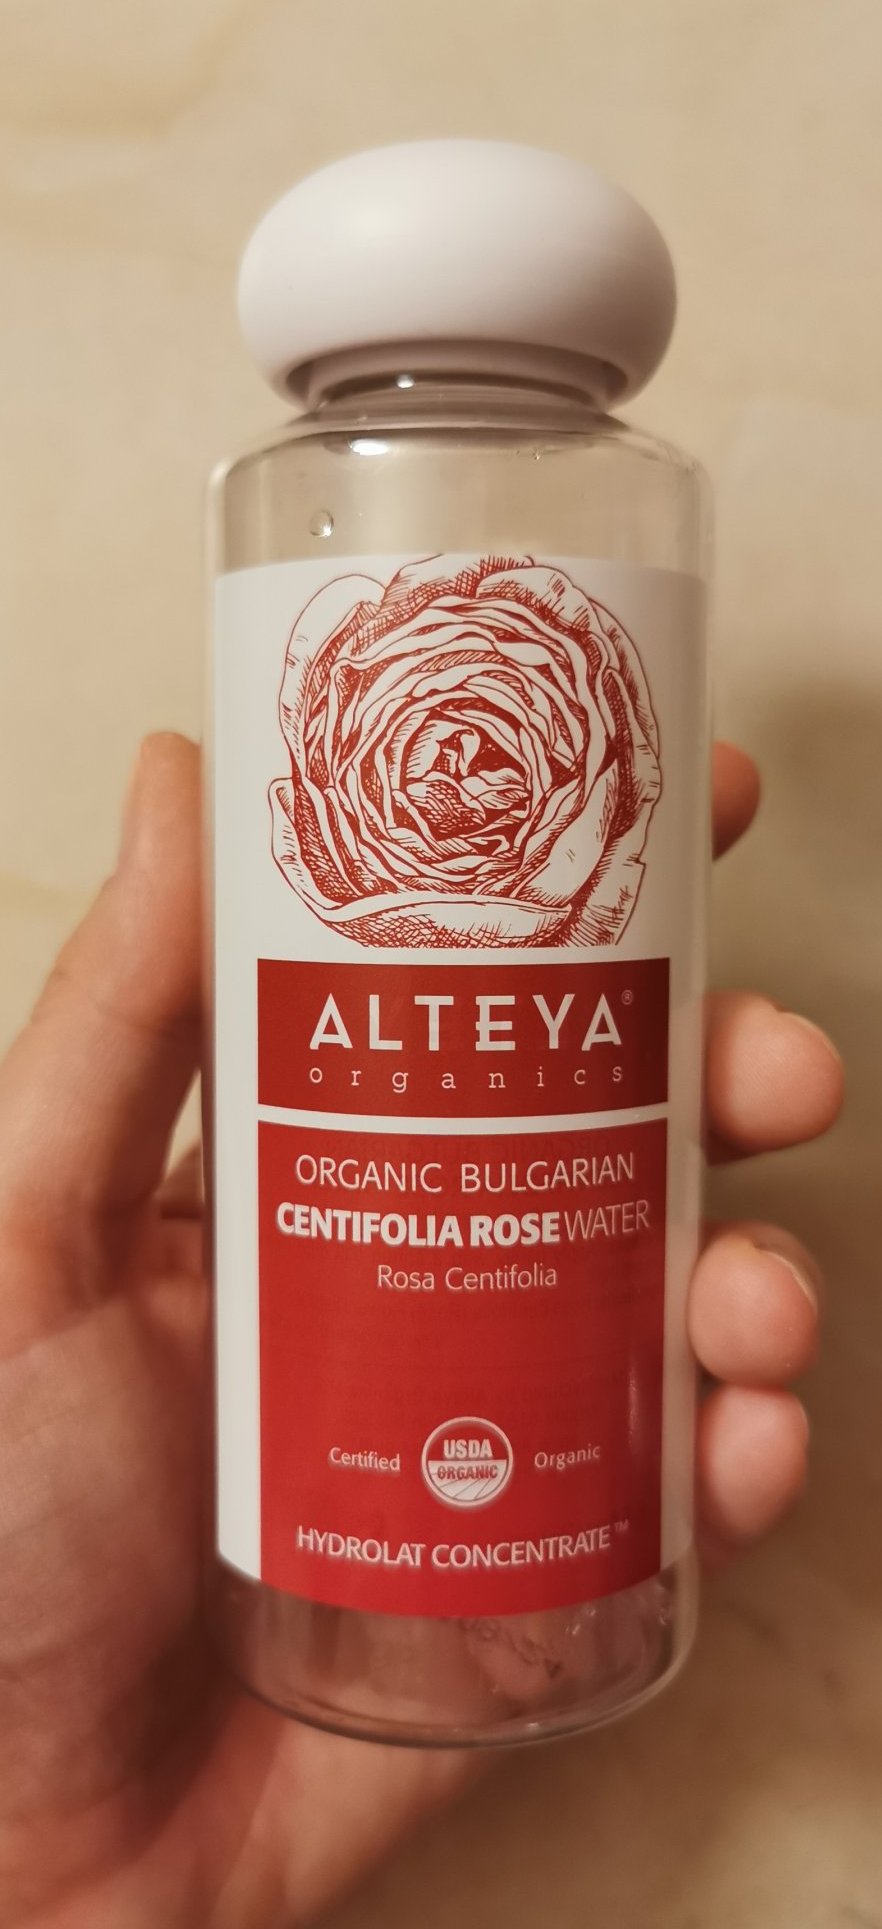 ALTEYA®
organics
ORGANIC BULGARIAN
CENTIFOLIA ROSE WATER
Rosa Centifolia
Certified USDA ORGANIC Organic
HYDROLAT CONCENTRATE™